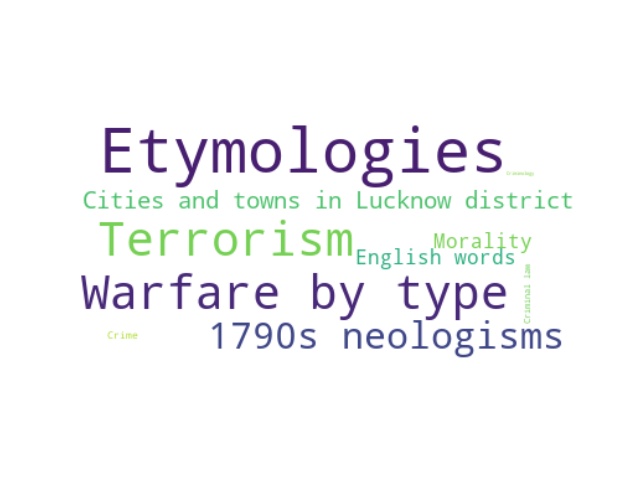 Etymologies
Cities and towns in Lucknow district
Terrorism
Morality
English words
Warfare by type
Criminal law
Crime
1790s neologisms